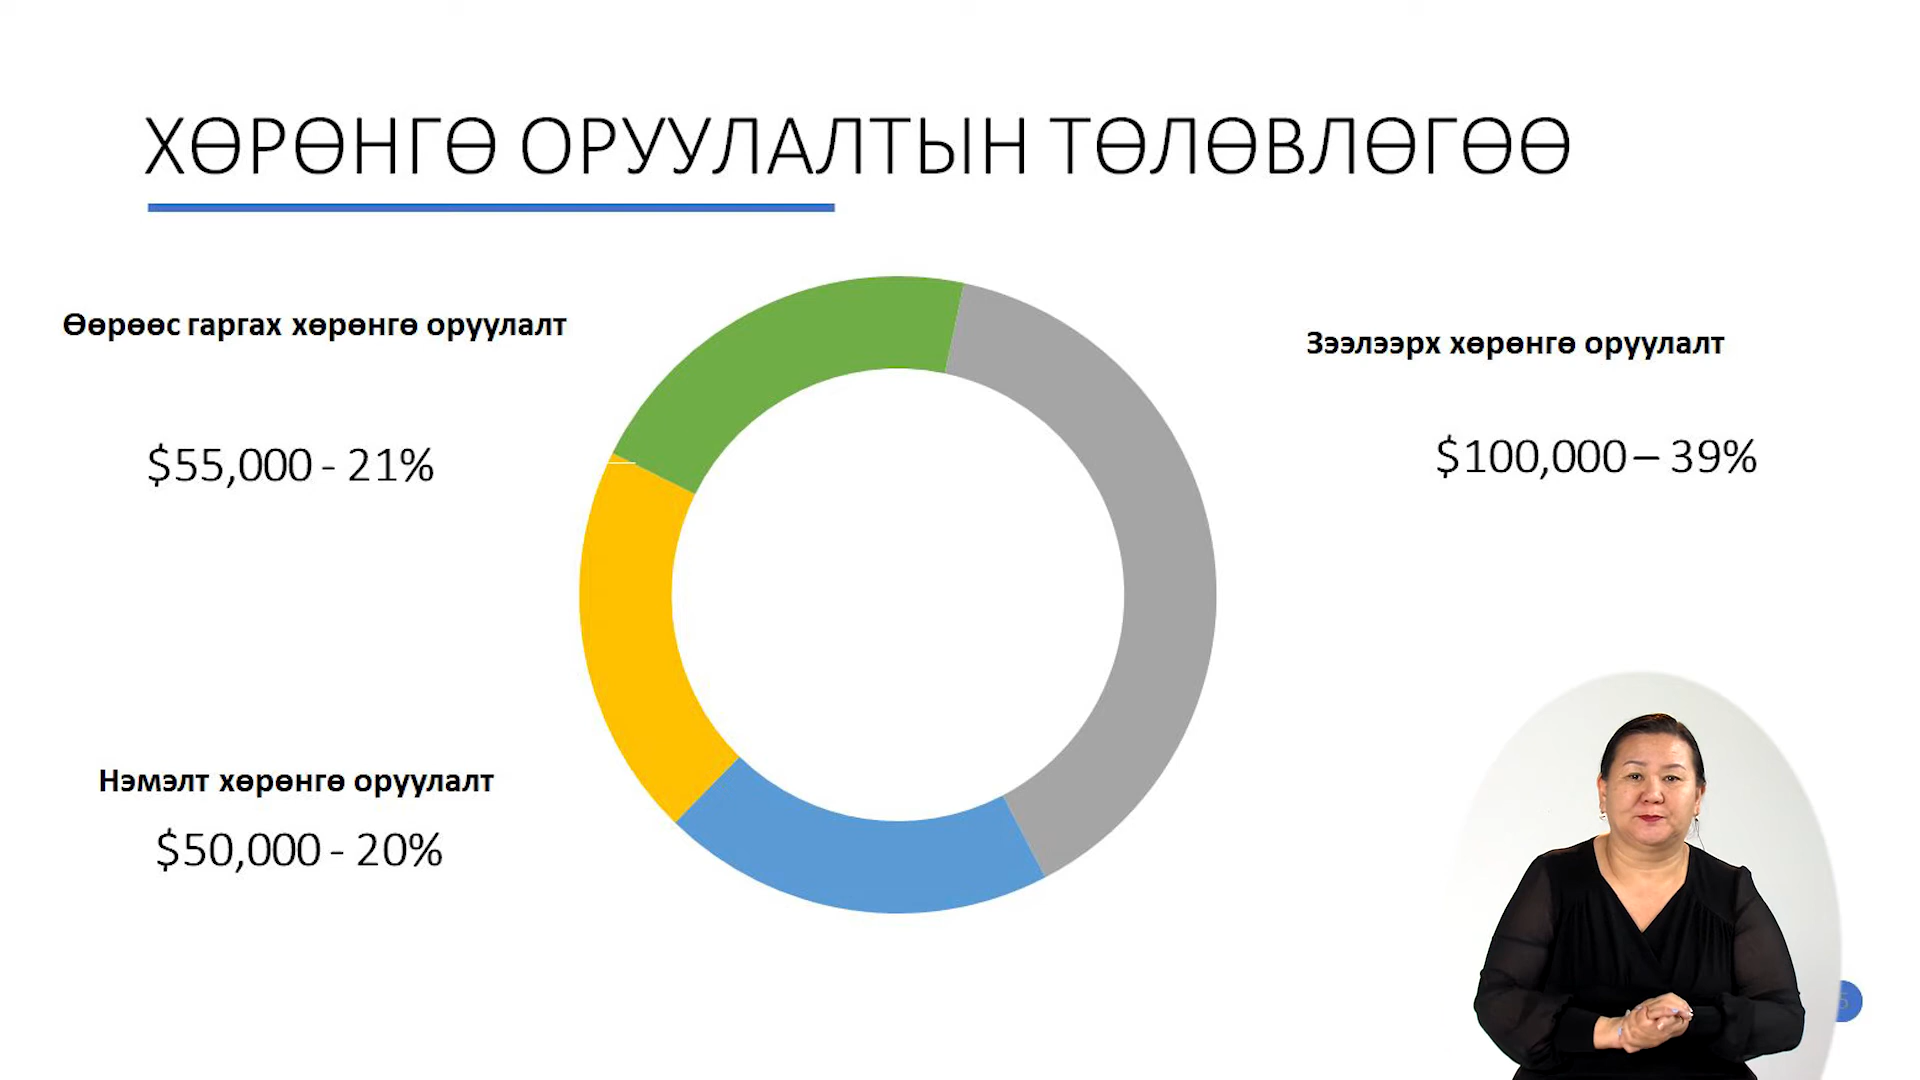 ХӨРӨНГӨ ОРУУЛАЛТЫН ТӨЛӨВЛӨГӨӨ
Өөрөөс гаргах хөрөнгө оруулалт
$55,000 - 21%
Зээлээрх хөрөнгө оруулалт
$100,000 – 39%
Нэмэлт хөрөнгө оруулалт
$50,000 - 20%